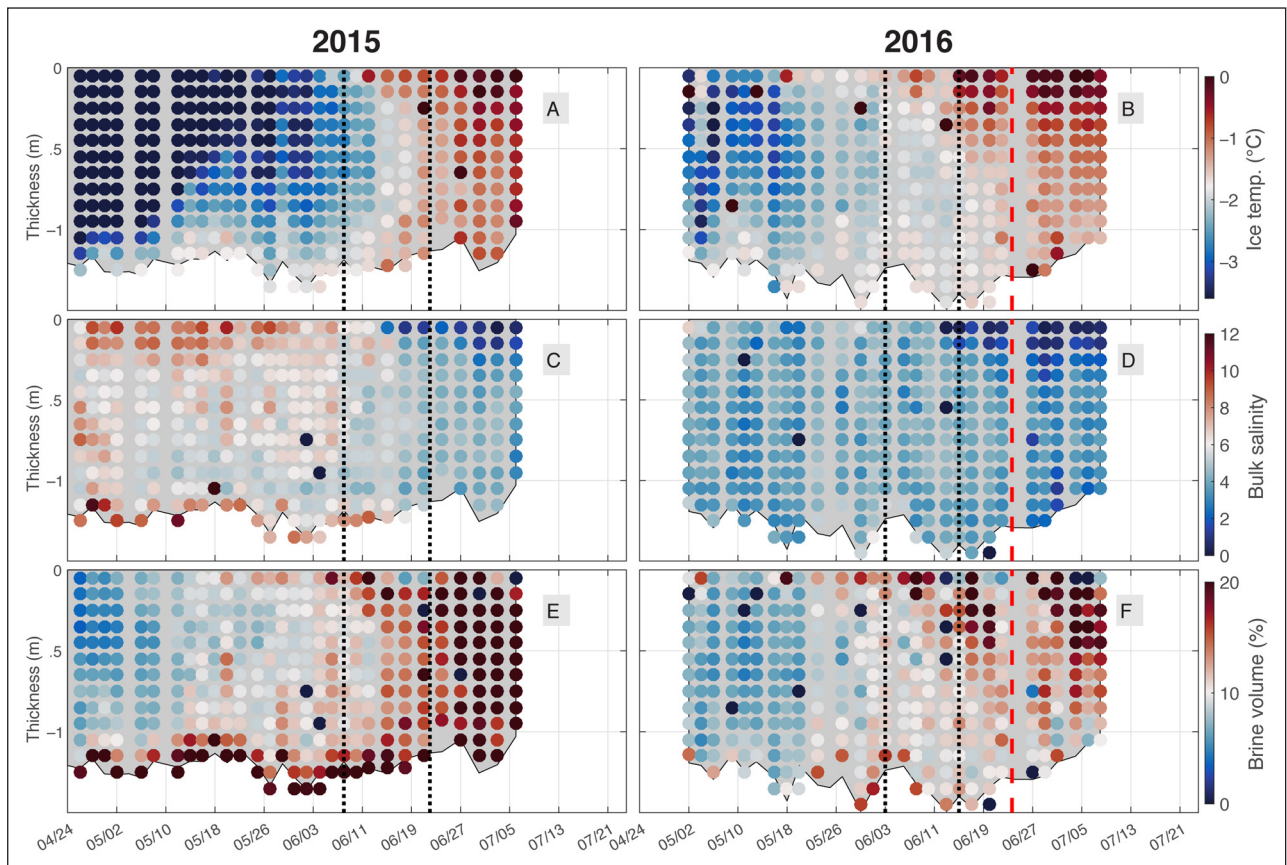 2015 2016
0
A B
Thickness (m)
.5
–1
0
–1
–2
–3
Ice temp. (°C)
0
C D
Thickness (m)
.5
–1
12
10
8
6
4
2
0
Bulk salinity
0
E F
Thickness (m)
.5
–1
20
10
0
Brine volume (%)
04/24 05/02 05/10 05/18 05/26 06/03 06/11 06/19 06/27 07/05 07/13 07/21 04/24 05/02 05/10 05/18 05/26 06/03 06/11 06/19 06/27 07/05 07/13 07/21